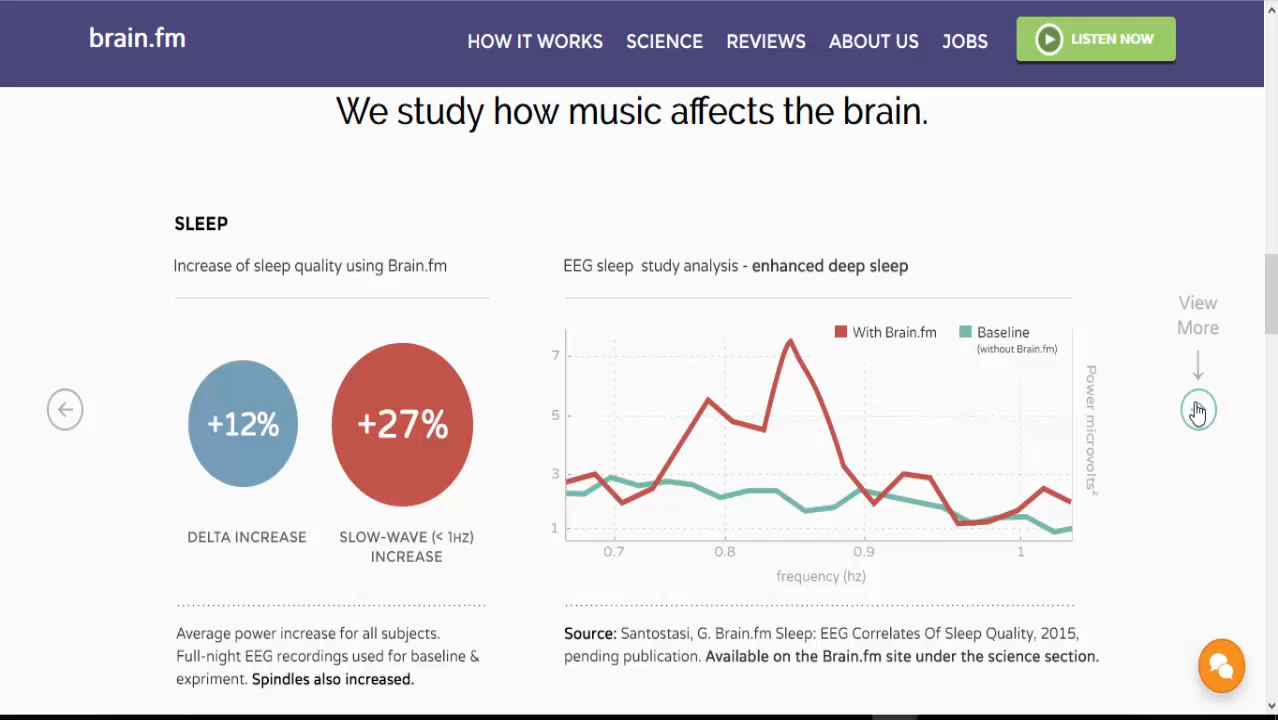 brain.fm
HOW IT WORKS SCIENCE REVIEWS ABOUT US JOBS LISTEN NOW
We study how music affects the brain.
SLEEP
Increase of sleep quality using Brain.fm
+12%
+27%
DELTA INCREASE
SLOW-WAVE (< 1HZ)
INCREASE
Average power increase for all subjects.
Full-night EEG recordings used for baseline &
expriment. Spindles also increased.
EEG sleep study analysis - enhanced deep sleep
With Brain.fm
Baseline
(without Brain.fm)
7
5
3
1
0.7 0.8 0.9 1
frequency (hz)
Power microvolts²
Source: Santostasi, G. Brain.fm Sleep: EEG Correlates Of Sleep Quality, 2015,
pending publication. Available on the Brain.fm site under the science section.
View
More